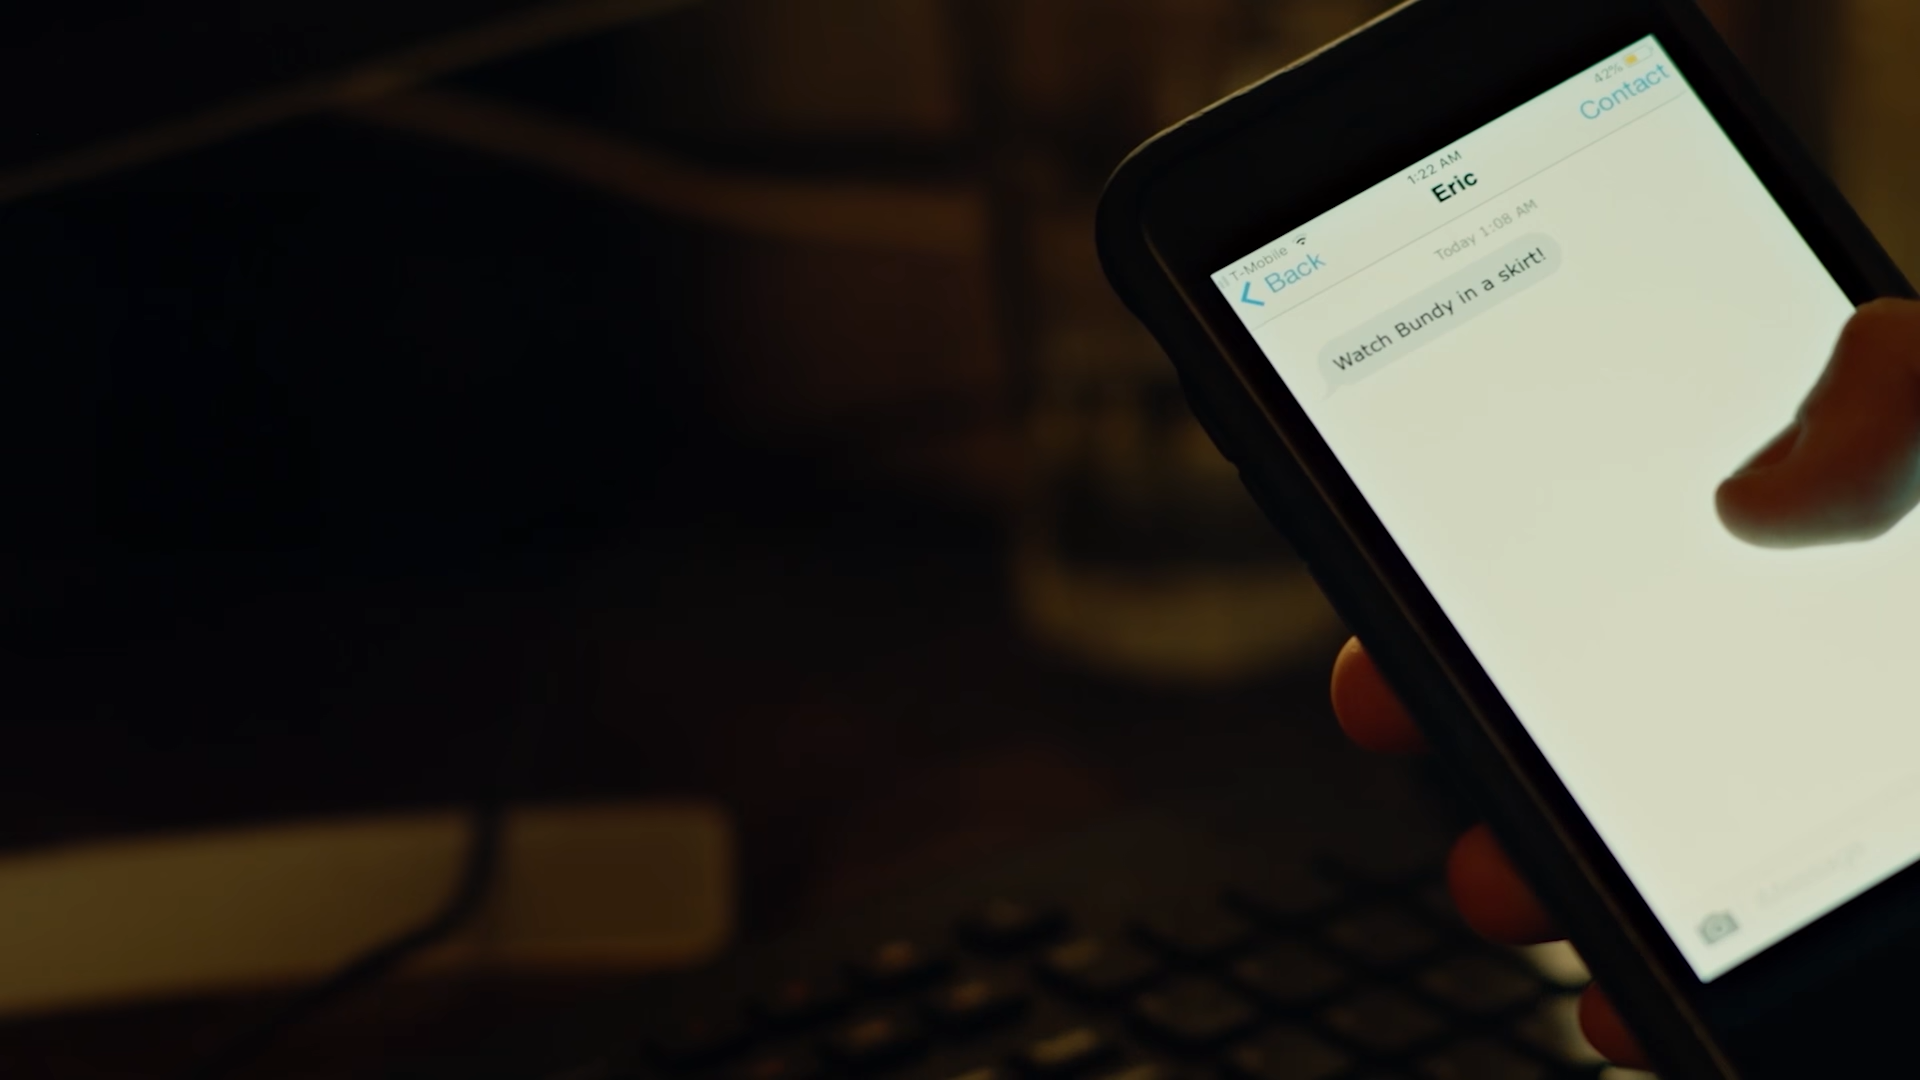 42%
Contact
1:22 AM
Eric
T-Mobile
Back
Today 1:08 AM
Watch Bundy in a skirt!